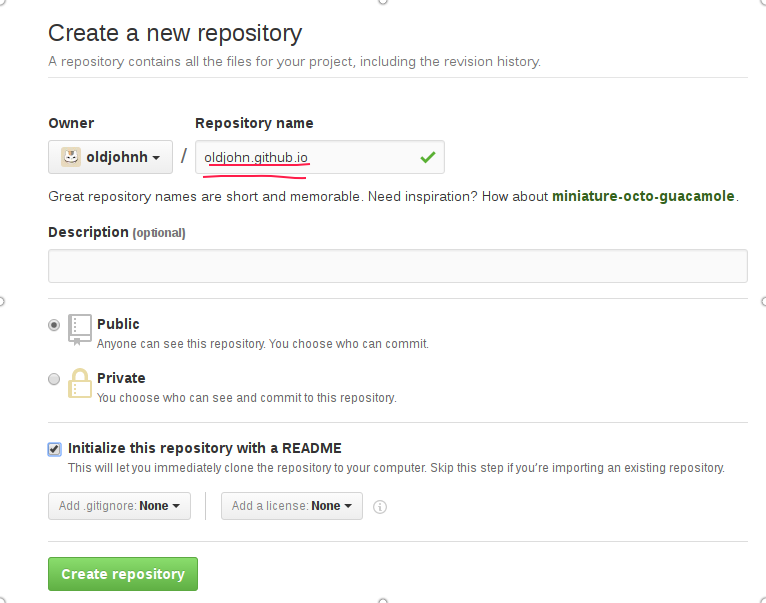 Create a new repository
A repository contains all the files for your project, including the revision history.
Owner Repository name
oldjohnh / oldjohn.github.io
Great repository names are short and memorable. Need inspiration? How about miniature-octo-guacamole.
Description (optional)
Public
Anyone can see this repository. You choose who can commit.
Private
You choose who can see and commit to this repository.
Initialize this repository with a README
This will let you immediately clone the repository to your computer. Skip this step if you’re importing an existing repository.
Add .gitignore: None Add a license: None
Create repository